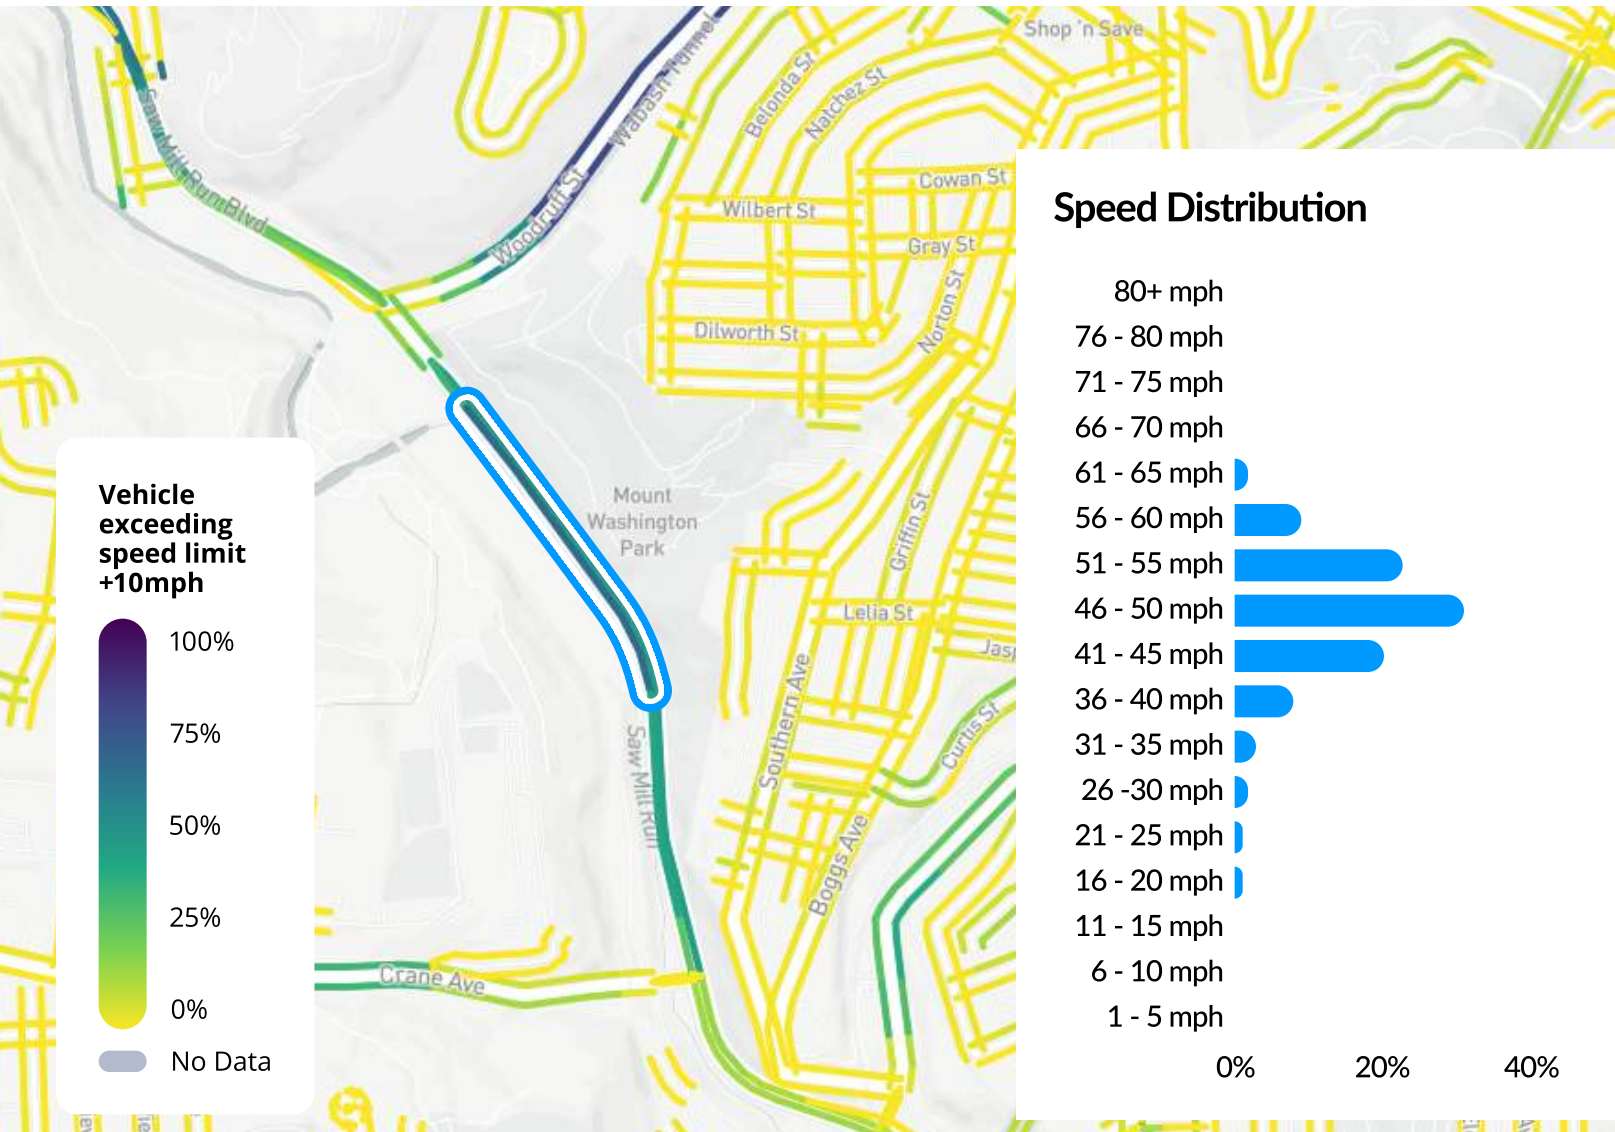 Shop 'n Save
Wabash Tunnel
Belonda St
Natchez St
Saw Mill Run Blvd
Woodruff St
Cowan St
Wilbert St
Gray St
Norton St
Dilworth St
Mount
Washington
Park
Griffin St
Lelia St
Jasp
Southern Ave
Curtis St
Saw Mill Run
Boggs Ave
Crane Ave
Vehicle
exceeding
speed limit
+10mph
100%
75%
50%
25%
0%
No Data
Speed Distribution
80+ mph
76 - 80 mph
71 - 75 mph
66 - 70 mph
61 - 65 mph
56 - 60 mph
51 - 55 mph
46 - 50 mph
41 - 45 mph
36 - 40 mph
31 - 35 mph
26 -30 mph
21 - 25 mph
16 - 20 mph
11 - 15 mph
6 - 10 mph
1 - 5 mph
0% 20% 40%